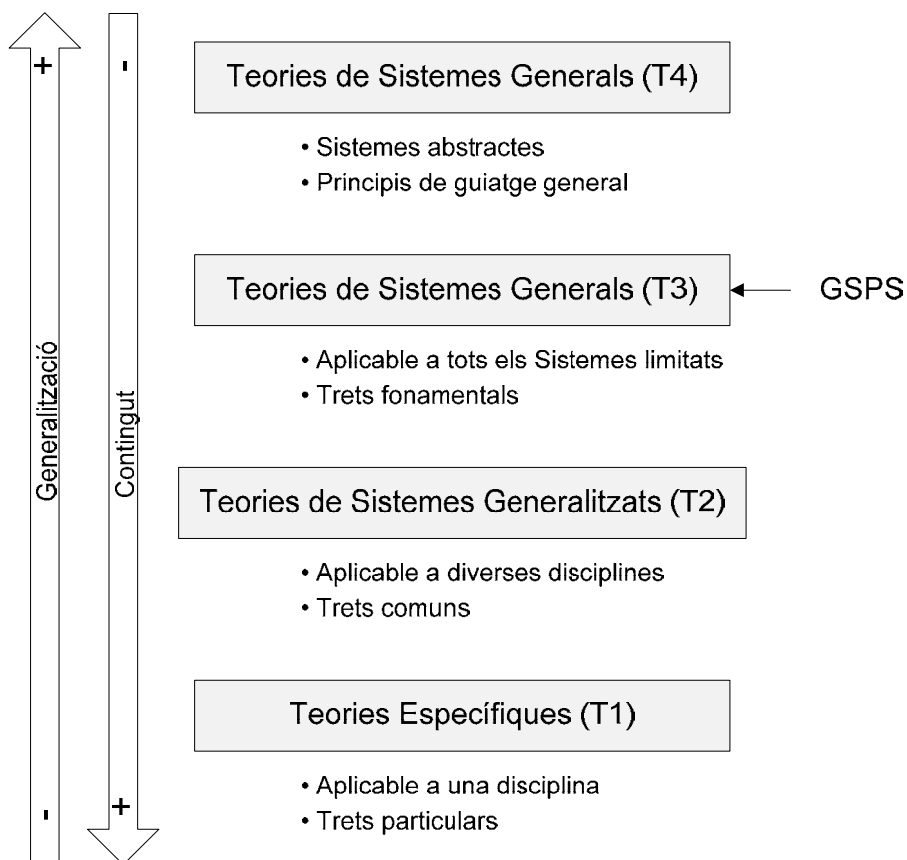 +
-
Teories de Sistemes Generals (T4)
• Sistemes abstractes
• Principis de guiatge general
Teories de Sistemes Generals (T3)
GSPS
• Aplicable a tots els Sistemes limitats
• Trets fonamentals
Generalització
Contingut
Teories de Sistemes Generalitzats (T2)
• Aplicable a diverses disciplines
• Trets comuns
Teories Específiques (T1)
• Aplicable a una disciplina
• Trets particulars
-
+